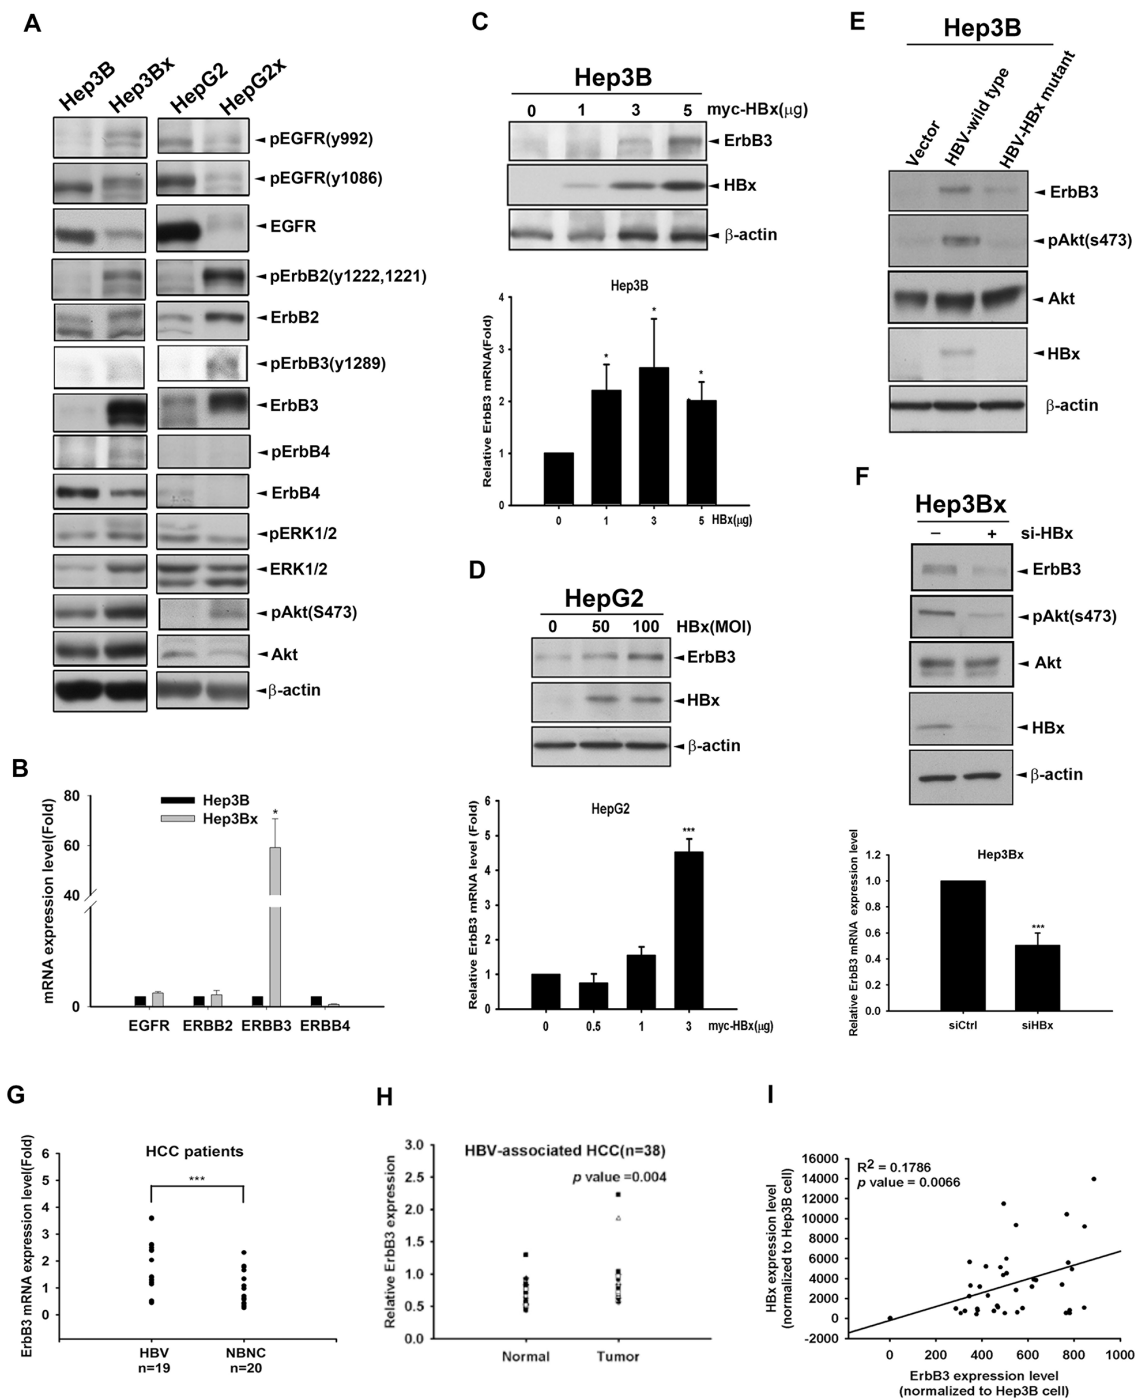 A
Hep3B
Hep3Bx
HepG2
HepG2x
pEGFR(y992)
pEGFR(y1086)
EGFR
pErbB2(y1222,1221)
ErbB2
pErbB3(y1289)
ErbB3
pErbB4
ErbB4
pERK1/2
ERK1/2
pAkt(S473)
Akt
β-actin
B
mRNA expression level(Fold)
80
60
40
0
Hep3B
Hep3Bx
*
EGFR ERBB2 ERBB3 ERBB4
C
Hep3B
0 1 3 5 myc-HBx(μg)
ErbB3
HBx
β-actin
Hep3B
Relative ErbB3 mRNA(Fold)
4
3
2
1
0
* * *
0 1 3 5 HBx(μg)
D
HepG2
0 50 100 HBx(MOI)
ErbB3
HBx
β-actin
HepG2
Relative ErbB3 mRNA level (Fold)
6
5
4
3
2
1
0
***
0 0.5 1 3 myc-HBx(μg)
E
Hep3B
Vector
HBV-wild type
HBV-HBx mutant
ErbB3
pAkt(s473)
Akt
HBx
β-actin
F
Hep3Bx
– + si-HBx
ErbB3
pAkt(s473)
Akt
HBx
β-actin
Hep3Bx
Relative ErbB3 mRNA expression level
1.2
1.0
0.8
0.6
0.4
0.2
0.0
***
siCtrl siHBx
G
HCC patients
ErbB3 mRNA expression level(Fold)
6
5
4
3
2
1
0
***
HBV NBNC
n=19 n=20
H
HBV-associated HCC(n=38)
p value =0.004
Relative ErbB3 expression
3.0
2.5
2.0
1.5
1.0
0.5
0.0
Normal Tumor
I
R2 = 0.1786
p value = 0.0066
HBx expression level
(normalized to Hep3B cell)
16000
14000
12000
10000
8000
6000
4000
2000
0
-2000
0 200 400 600 800 1000
ErbB3 expression level
(normalized to Hep3B cell)